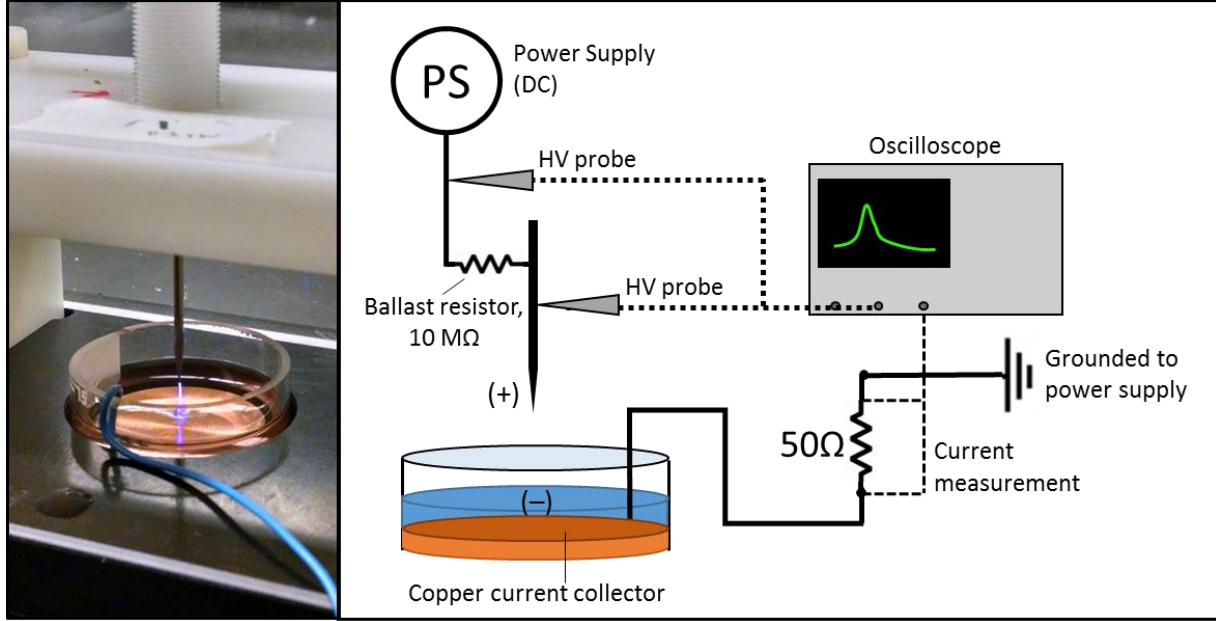 PS
Power Supply
(DC)
HV probe
Oscilloscope
HV probe
Ballast resistor,
10 MΩ
(+)
Grounded to
power supply
50Ω
Current
measurement
(–)
Copper current collector